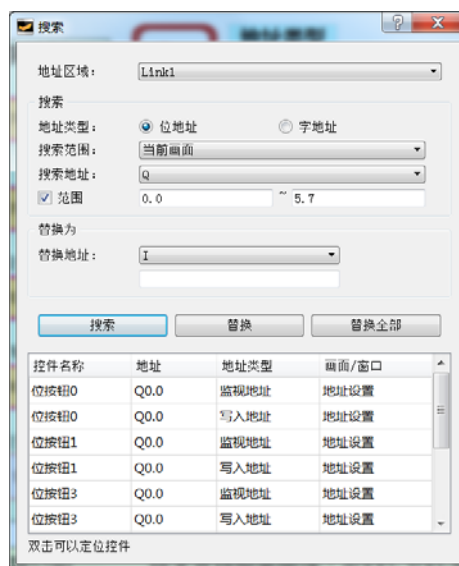 搜索
地址区域： Link1
搜索
地址类型： 位地址 字地址
搜索范围： 当前画面
搜索地址： Q
范围 0.0 ~ 5.7
替换为
替换地址： I
搜索 替换 替换全部
控件名称 地址 地址类型 画面/窗口
位按钮0 Q0.0 监视地址 地址设置
位按钮0 Q0.0 写入地址 地址设置
位按钮1 Q0.0 监视地址 地址设置
位按钮1 Q0.0 写入地址 地址设置
位按钮3 Q0.0 监视地址 地址设置
位按钮3 Q0.0 写入地址 地址设置
双击可以定位控件